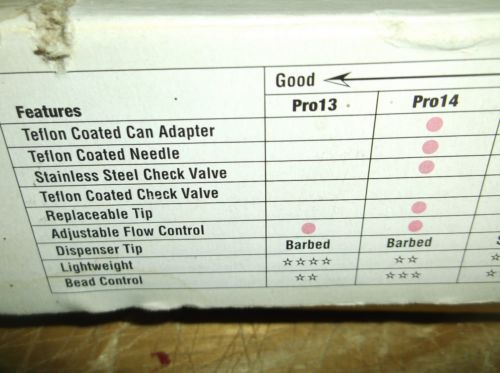 Good
Features Pro13 Pro14
Teflon Coated Can Adapter
Teflon Coated Needle
Stainless Steel Check Valve
Teflon Coated Check Valve
Replaceable Tip
Adjustable Flow Control
Dispenser Tip Barbed Barbed
Lightweight ☆☆☆☆ ☆☆
Bead Control ☆☆ ☆☆☆